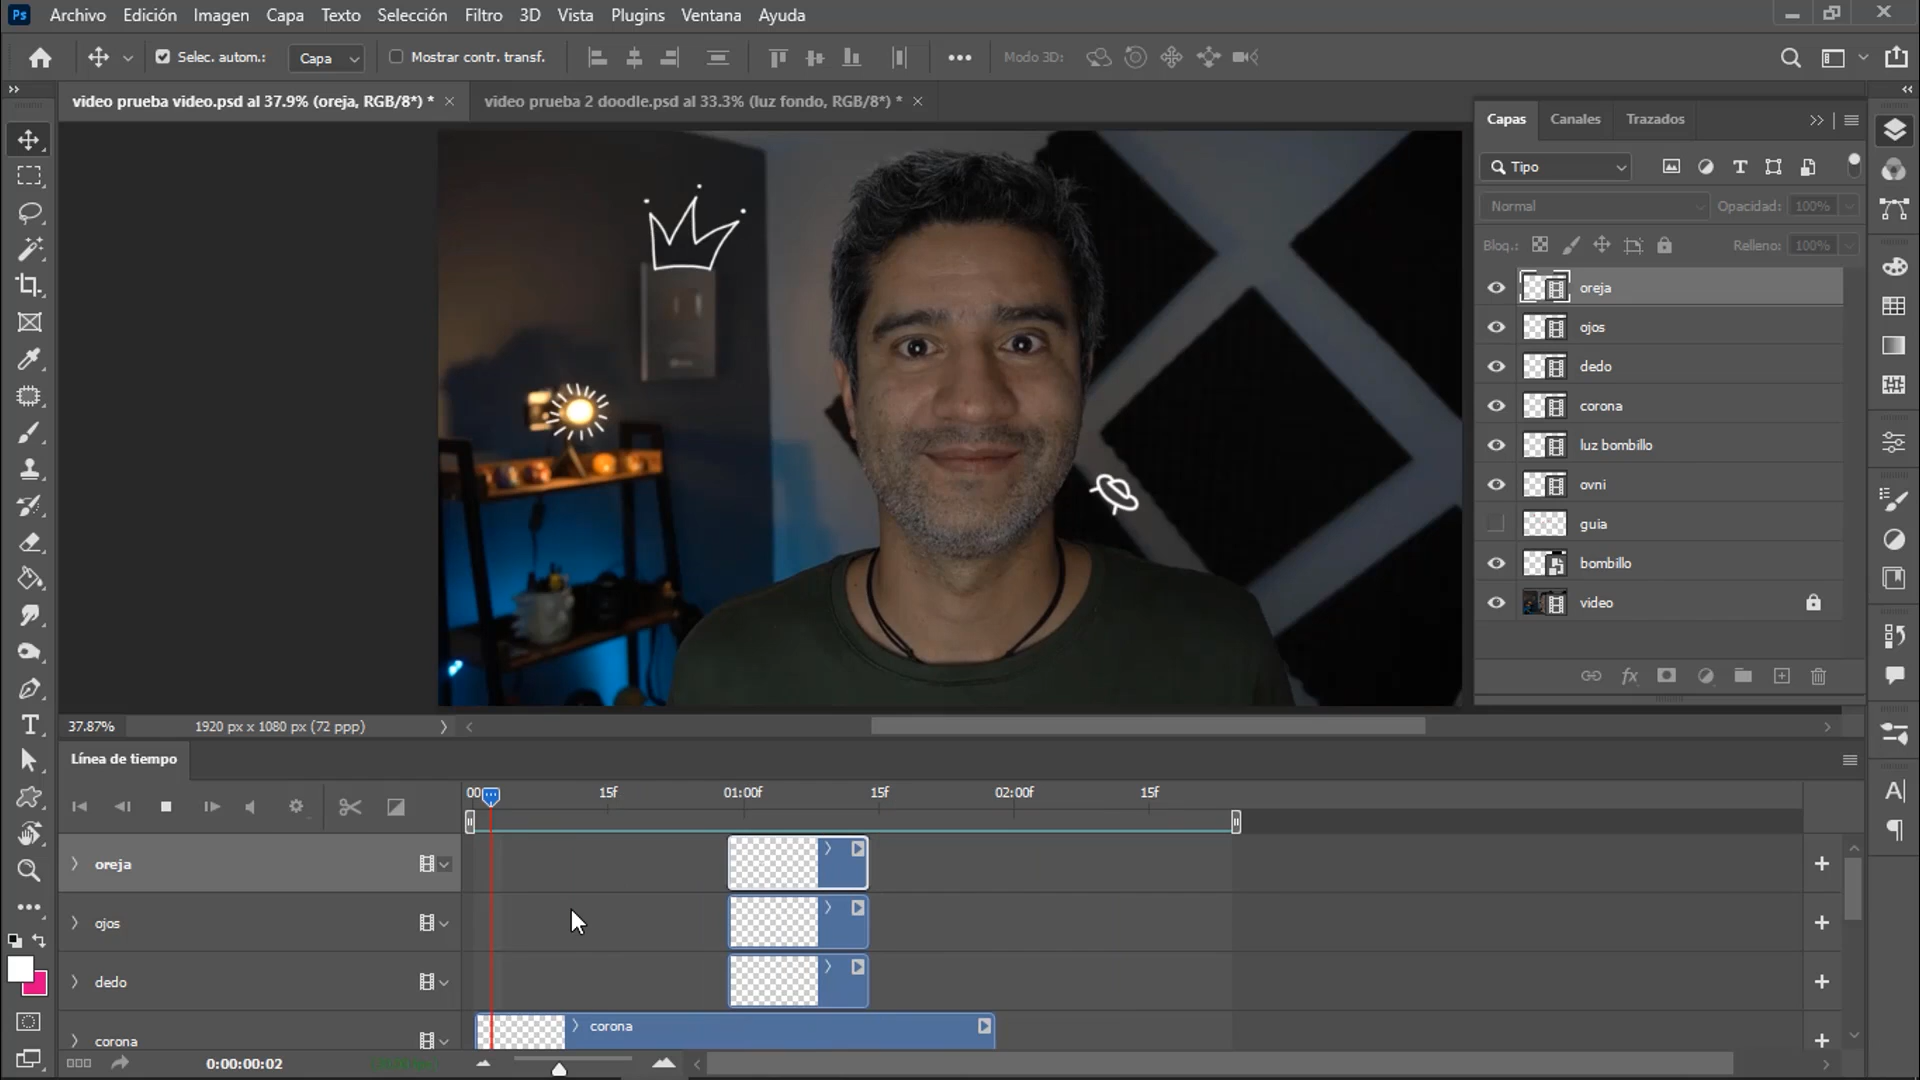 Ps Archivo Edición Imagen Capa Texto Selección Filtro 3D Vista Plugins Ventana Ayuda
Selec. autom.: Capa Mostrar contr. transf. Modo 3D:
video prueba video.psd al 37.9% (oreja, RGB/8*) * video prueba 2 doodle.psd al 33.3% (luz fondo, RGB/8*) *
Capas Canales Trazados
Tipo
Normal Opacidad: 100%
Bloq.: Relleno: 100%
oreja
ojos
dedo
corona
luz bombillo
ovni
guia
bombillo
video
37.87% 1920 px x 1080 px (72 ppp)
Línea de tiempo
00 15f 01:00f 15f 02:00f 15f
oreja
ojos
dedo
corona corona
0:00:00:02